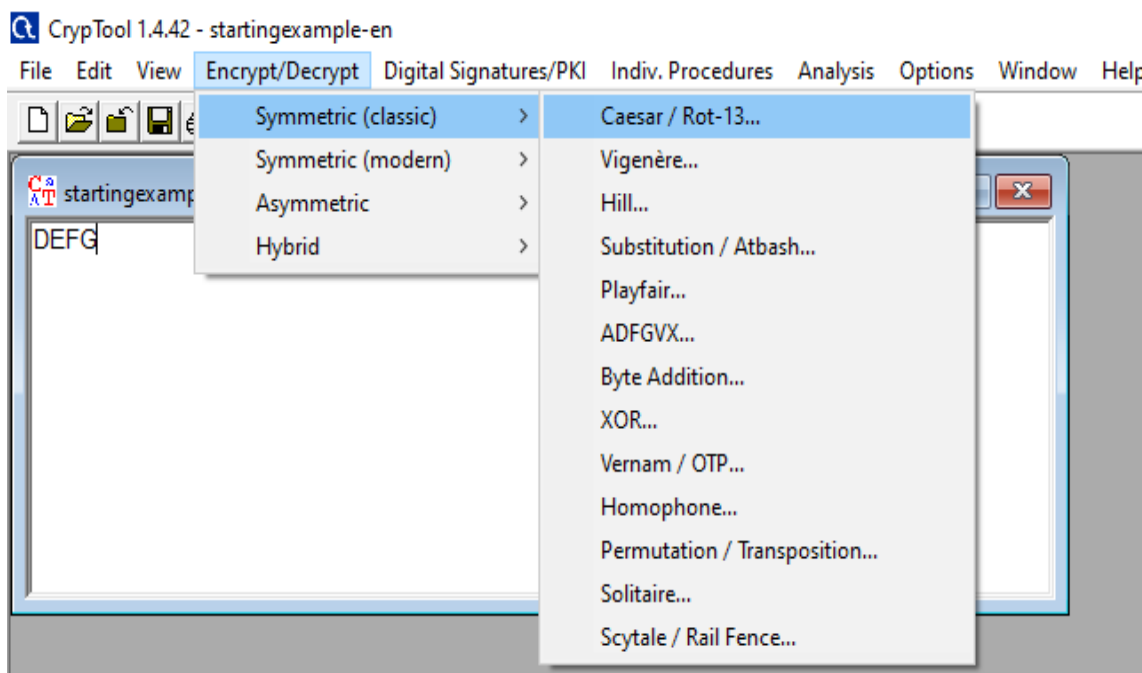 CrypTool 1.4.42 - startingexample-en
File Edit View Encrypt/Decrypt Digital Signatures/PKI Indiv. Procedures Analysis Options Window Help
Symmetric (classic)
Symmetric (modern)
Asymmetric
Hybrid
Caesar / Rot-13...
Vigenère...
Hill...
Substitution / Atbash...
Playfair...
ADFGVX...
Byte Addition...
XOR...
Vernam / OTP...
Homophone...
Permutation / Transposition...
Solitaire...
Scytale / Rail Fence...
startingexamp
DEFG